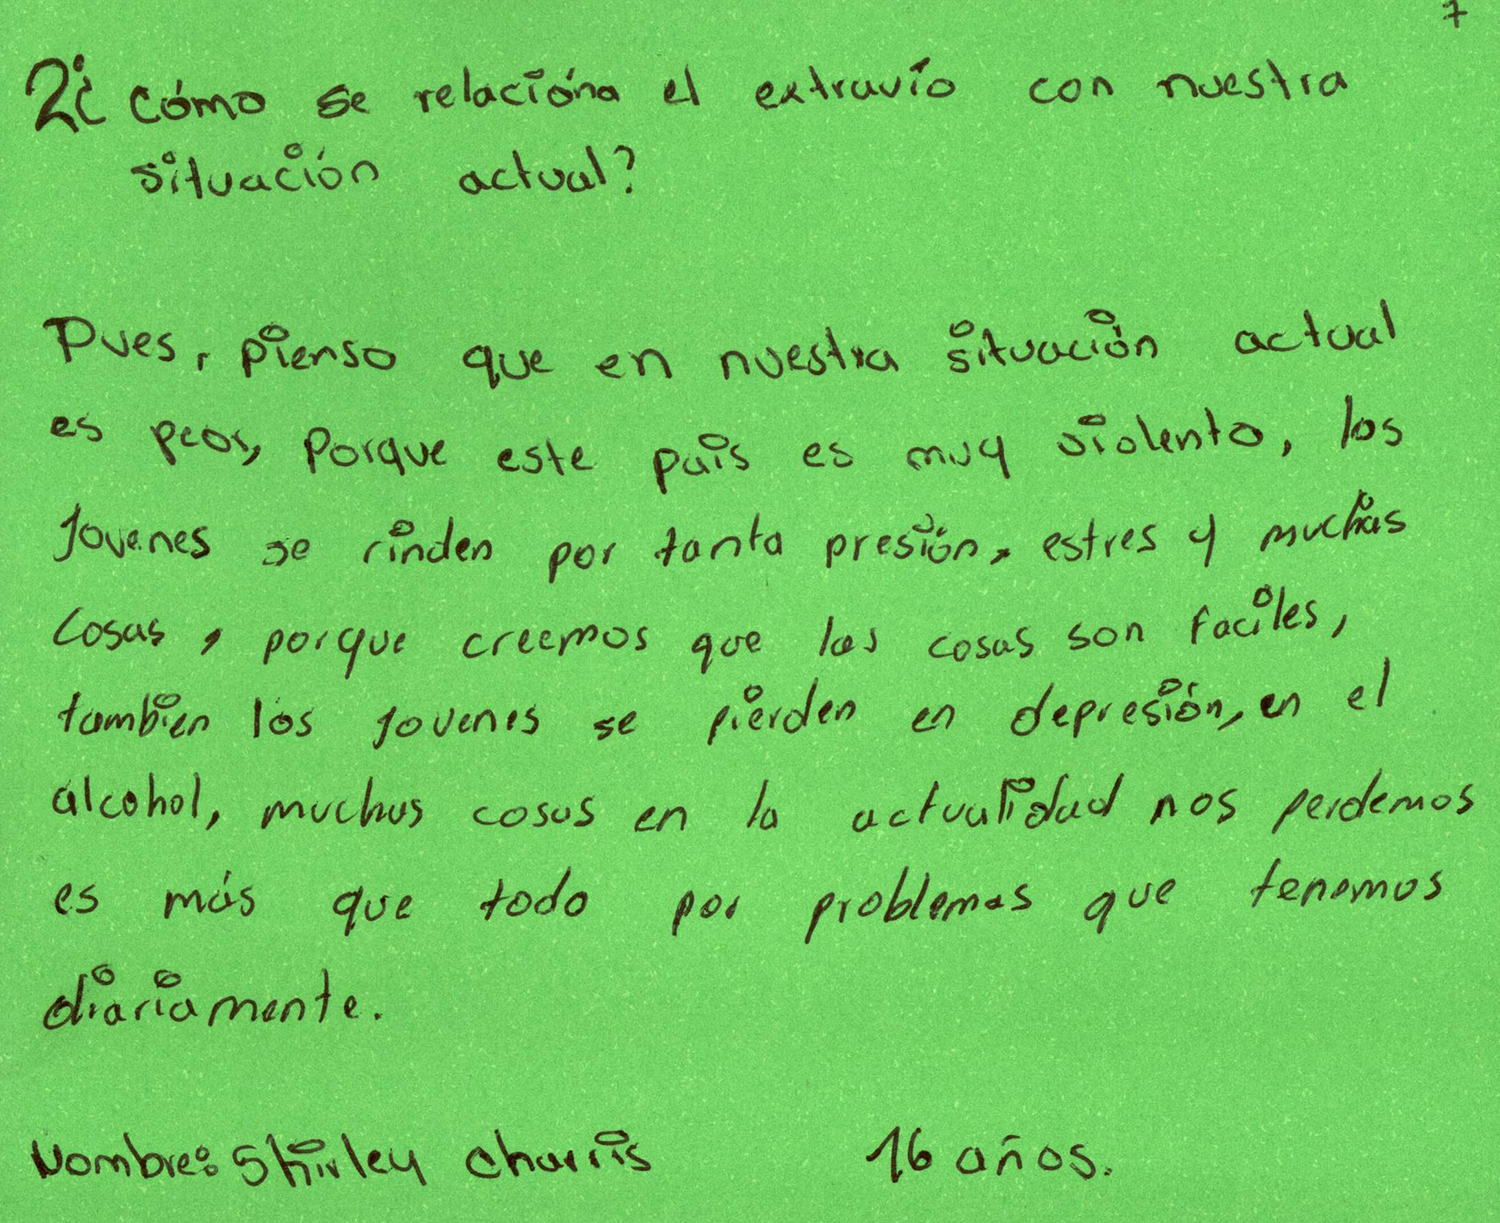 7
2¿ Cómo se relacióna el extravío con nuestra
situación actual?
Pues, pienso que en nuestra situación actual
es peor, porque este país es muy violento, los
Jovenes se rinden por tanta presión, estres y muchas
cosas, porque creemos que las cosas son faciles,
tambien los jovenes se pierden en depresión, en el
alcohol, muchas cosas en la actualidad nos perdemos
es más que todo por problemas que tenemos
diariamente.
Nombre: Shirley Charris 16 años.